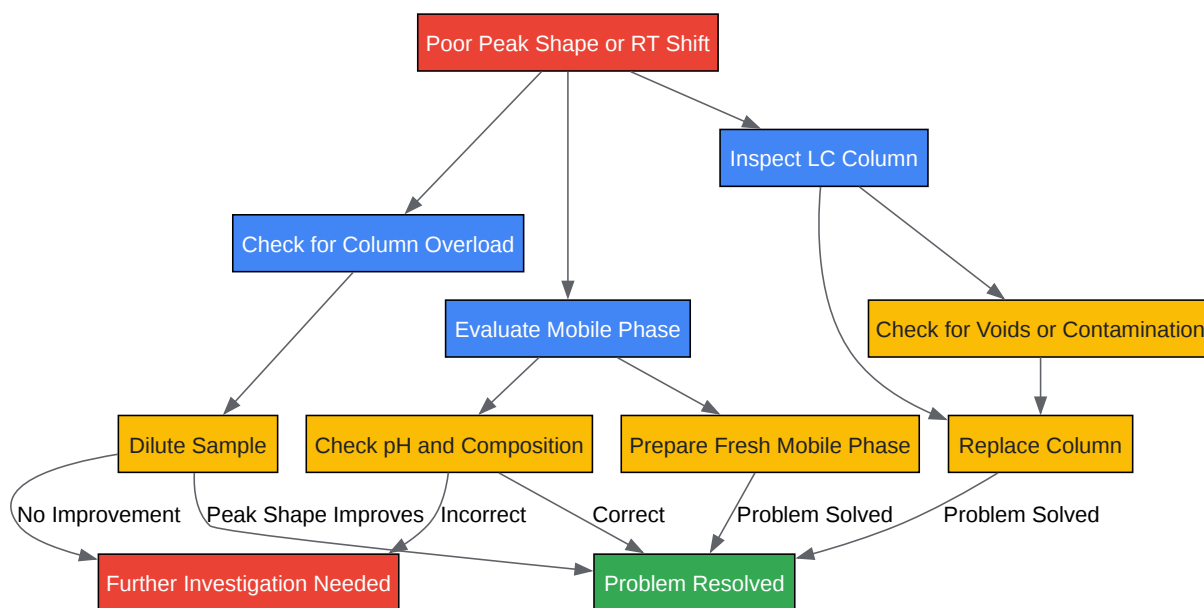 Poor Peak Shape or RT Shift
Inspect LC Column
Check for Column Overload
Evaluate Mobile Phase
Check for Voids or Contamination
Dilute Sample
Check pH and Composition
Prepare Fresh Mobile Phase
Replace Column
No Improvement
Peak Shape Improves
Incorrect
Correct
Problem Solved
Problem Solved
Further Investigation Needed
Problem Resolved